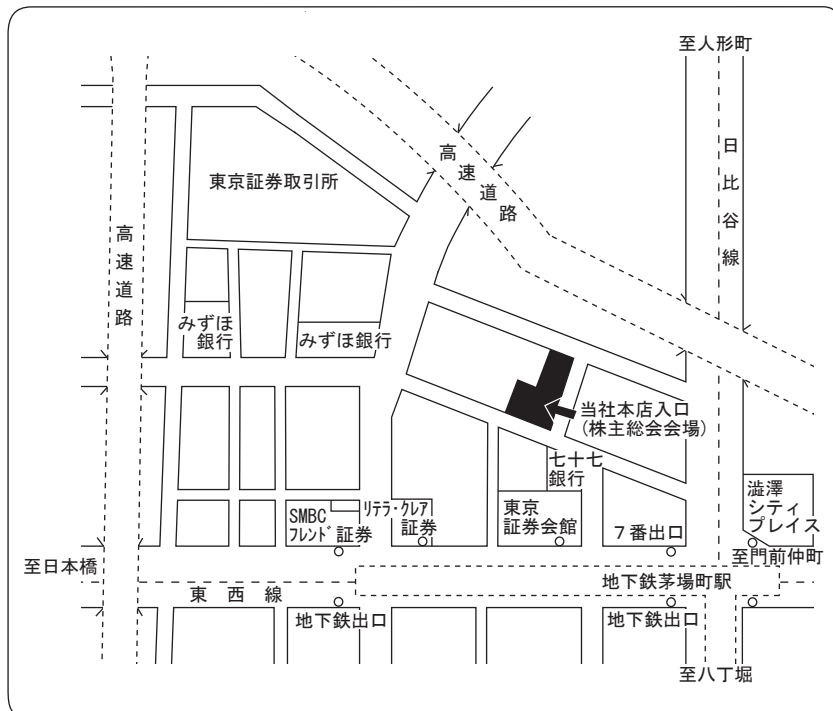 至人形町
高速道路
日比谷線
東京証券取引所
高速道路
みずほ
銀行
みずほ銀行
当社本店入口
(株主総会会場)
七十七
銀行
SMBC
フレンド証券
リテラ・クレア
証券
東京
証券会館
7番出口
澁澤
シティ
プレイス
至日本橋
至門前仲町
東西線
地下鉄茅場町駅
地下鉄出口
地下鉄出口
至八丁堀